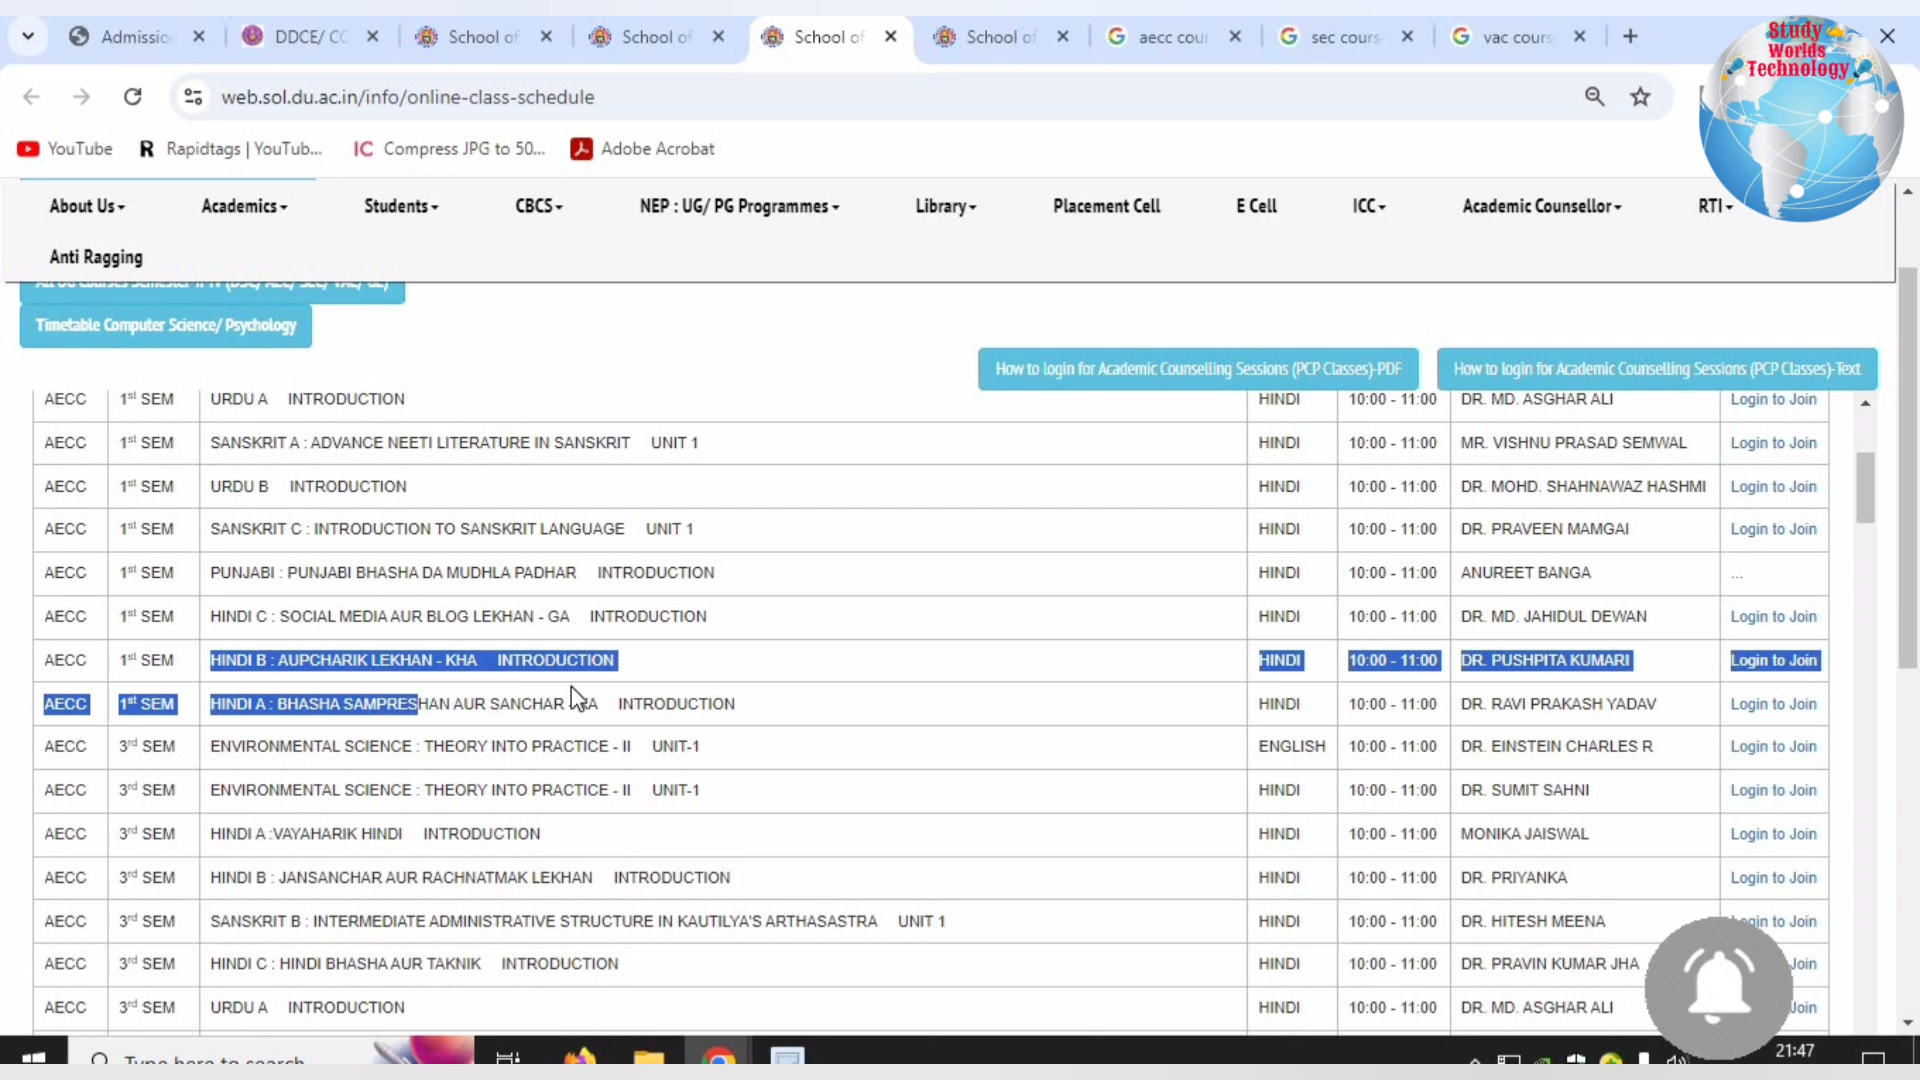 Admissio
DDCE/ CC
School of
School of
School of
School of
aecc cour
sec cours
vac cours
Study
Worlds
Technology
web.sol.du.ac.in/info/online-class-schedule
YouTube
Rapidtags | YouTub...
Compress JPG to 50...
Adobe Acrobat
About Us
Academics
Students
CBCS
NEP : UG/ PG Programmes
Library
Placement Cell
E Cell
ICC
Academic Counsellor
RTI
Anti Ragging
Timetable Computer Science/ Psychology
How to login for Academic Counselling Sessions (PCP Classes)-PDF
How to login for Academic Counselling Sessions (PCP Classes)-Text
AECC 1st SEM URDU A INTRODUCTION HINDI 10:00 - 11:00 DR. MD. ASGHAR ALI Login to Join
AECC 1st SEM SANSKRIT A : ADVANCE NEETI LITERATURE IN SANSKRIT UNIT 1 HINDI 10:00 - 11:00 MR. VISHNU PRASAD SEMWAL Login to Join
AECC 1st SEM URDU B INTRODUCTION HINDI 10:00 - 11:00 DR. MOHD. SHAHNAWAZ HASHMI Login to Join
AECC 1st SEM SANSKRIT C : INTRODUCTION TO SANSKRIT LANGUAGE UNIT 1 HINDI 10:00 - 11:00 DR. PRAVEEN MAMGAI Login to Join
AECC 1st SEM PUNJABI : PUNJABI BHASHA DA MUDHLA PADHAR INTRODUCTION HINDI 10:00 - 11:00 ANUREET BANGA ...
AECC 1st SEM HINDI C : SOCIAL MEDIA AUR BLOG LEKHAN - GA INTRODUCTION HINDI 10:00 - 11:00 DR. MD. JAHIDUL DEWAN Login to Join
AECC 1st SEM HINDI B : AUPCHARIK LEKHAN - KHA INTRODUCTION HINDI 10:00 - 11:00 DR. PUSHPITA KUMARI Login to Join
AECC 1st SEM HINDI A : BHASHA SAMPRESHAN AUR SANCHAR INTRODUCTION HINDI 10:00 - 11:00 DR. RAVI PRAKASH YADAV Login to Join
AECC 3rd SEM ENVIRONMENTAL SCIENCE : THEORY INTO PRACTICE - II UNIT-1 ENGLISH 10:00 - 11:00 DR. EINSTEIN CHARLES R Login to Join
AECC 3rd SEM ENVIRONMENTAL SCIENCE : THEORY INTO PRACTICE - II UNIT-1 HINDI 10:00 - 11:00 DR. SUMIT SAHNI Login to Join
AECC 3rd SEM HINDI A :VAYAHARIK HINDI INTRODUCTION HINDI 10:00 - 11:00 MONIKA JAISWAL Login to Join
AECC 3rd SEM HINDI B : JANSANCHAR AUR RACHNATMAK LEKHAN INTRODUCTION HINDI 10:00 - 11:00 DR. PRIYANKA Login to Join
AECC 3rd SEM SANSKRIT B : INTERMEDIATE ADMINISTRATIVE STRUCTURE IN KAUTILYA'S ARTHASASTRA UNIT 1 HINDI 10:00 - 11:00 DR. HITESH MEENA Login to Join
AECC 3rd SEM HINDI C : HINDI BHASHA AUR TAKNIK INTRODUCTION HINDI 10:00 - 11:00 DR. PRAVIN KUMAR JHA Join
AECC 3rd SEM URDU A INTRODUCTION HINDI 10:00 - 11:00 DR. MD. ASGHAR ALI Join
Type here to search
21:47